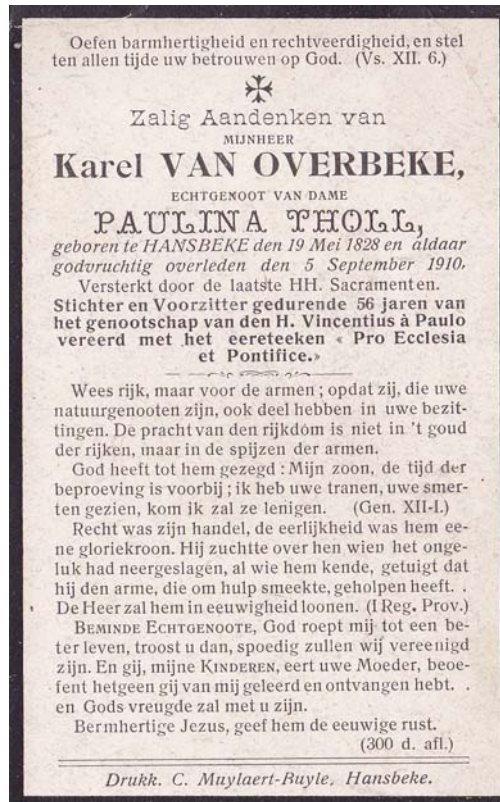 Oefen barmhertigheid en rechtveerdigheid, en stel
ten allen tijde uw betrouwen op God. (Vs. XII. 6.)
Zalig Aandenken van
MIJNHEER
Karel VAN OVERBEKE,
ECHTGENOOT VAN DAME
PAULINA THOLL,
geboren te HANSBEKE den 19 Mei 1828 en aldaar
godvruchtig overleden den 5 September 1910.
Versterkt door de laatste HH. Sacramenten.
Stichter en Voorzitter gedurende 56 jaren van
het genootschap van den H. Vincentius à Paulo
vereerd met het eereteeken « Pro Ecclesia
et Pontifice.»
Wees rijk, maar voor de armen ; opdat zij, die uwe
natuurgenooten zijn, ook deel hebben in uwe bezit-
tingen. De pracht van den rijkdom is niet in 't goud
der rijken, maar in de spijzen der armen.
God heeft tot hem gezegd : Mijn zoon, de tijd der
beproeving is voorbij ; ik heb uwe tranen, uwe smer-
ten gezien, kom ik zal ze lenigen. (Gen. XII-I.)
Recht was zijn handel, de eerlijkheid was hem ee-
ne gloriekroon. Hij zuchtte over hen wien het onge-
luk had neergeslagen, al wie hem kende, getuigt dat
hij den arme, die om hulp smeekte, geholpen heeft. .
De Heer zal hem in eeuwigheid loonen. (I Reg. Prov.)
BEMINDE ECHTGENOOTE, God roept mij tot een be-
ter leven, troost u dan, spoedig zullen wij vereenigd
zijn. En gij, mijne KINDEREN, eert uwe Moeder, beoe-
fent hetgeen gij van mij geleerd en ontvangen hebt. .
en Gods vreugde zal met u zijn.
Bermhertige Jezus, geef hem de eeuwige rust.
(300 d. afl.)
Drukk. C. Muylaert-Buyle, Hansbeke.